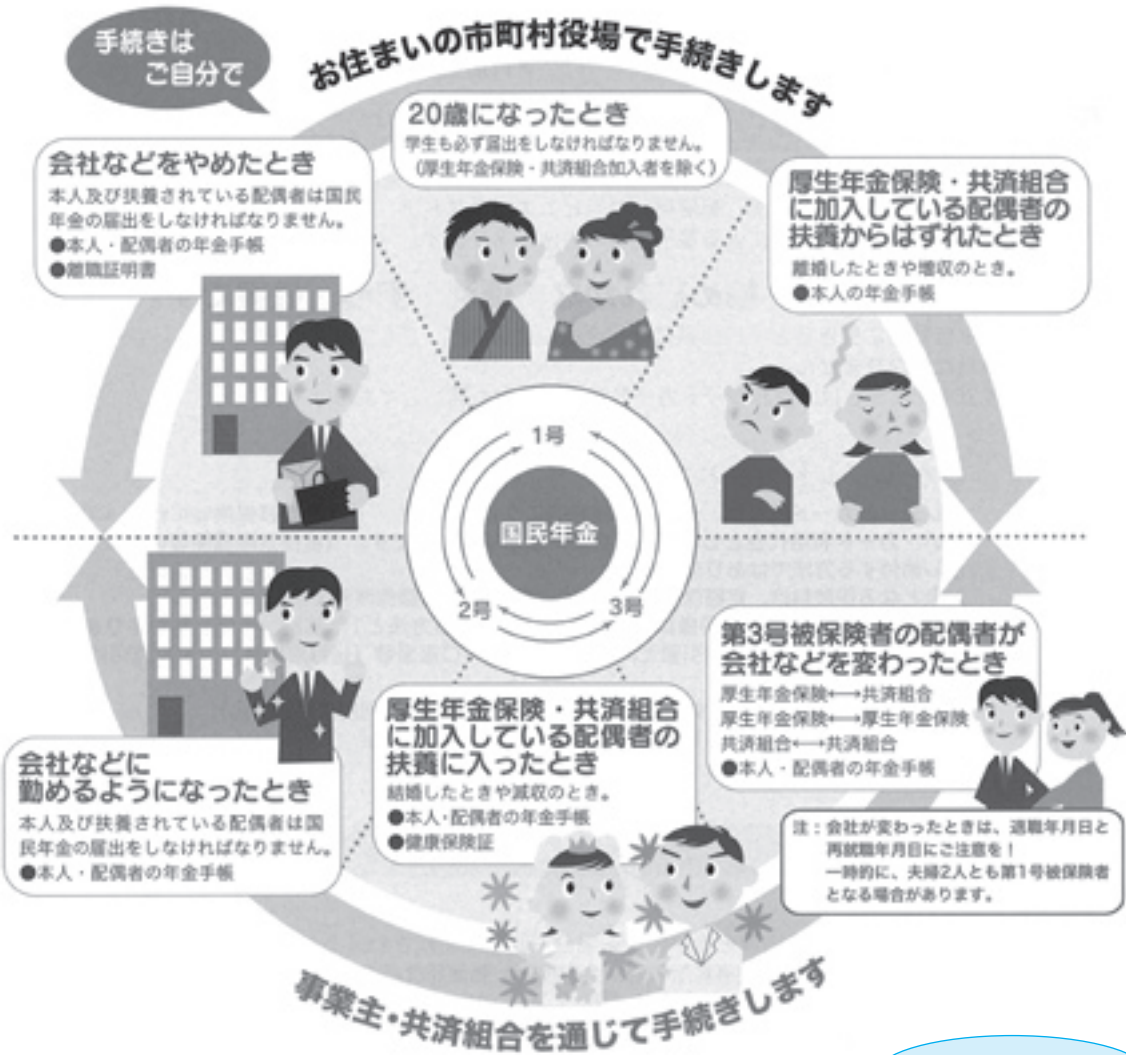 手続きは
ご自分で
お住まいの市町村役場で手続きします
20歳になったとき
学生も必ず届出をしなければなりません。
(厚生年金保険・共済組合加入者を除く)
会社などをやめたとき
本人及び扶養されている配偶者は国民
年金の届出をしなければなりません。
●本人・配偶者の年金手帳
●離職証明書
厚生年金保険・共済組合
に加入している配偶者の
扶養からはずれたとき
離婚したときや増収のとき。
●本人の年金手帳
1号
国民年金
2号
3号
会社などに
勤めるようになったとき
本人及び扶養されている配偶者は国
民年金の届出をしなければなりません。
●本人・配偶者の年金手帳
厚生年金保険・共済組合
に加入している配偶者の
扶養に入ったとき
結婚したときや減収のとき。
●本人・配偶者の年金手帳
●健康保険証
第3号被保険者の配偶者が
会社などを変わったとき
厚生年金保険←→共済組合
厚生年金保険←→厚生年金保険
共済組合←→共済組合
●本人・配偶者の年金手帳
注:会社が変わったときは、退職年月日と
再就職年月日にご注意を!
一時的に、夫婦2人とも第1号被保険者
となる場合があります。
事業主・共済組合を通じて手続きします